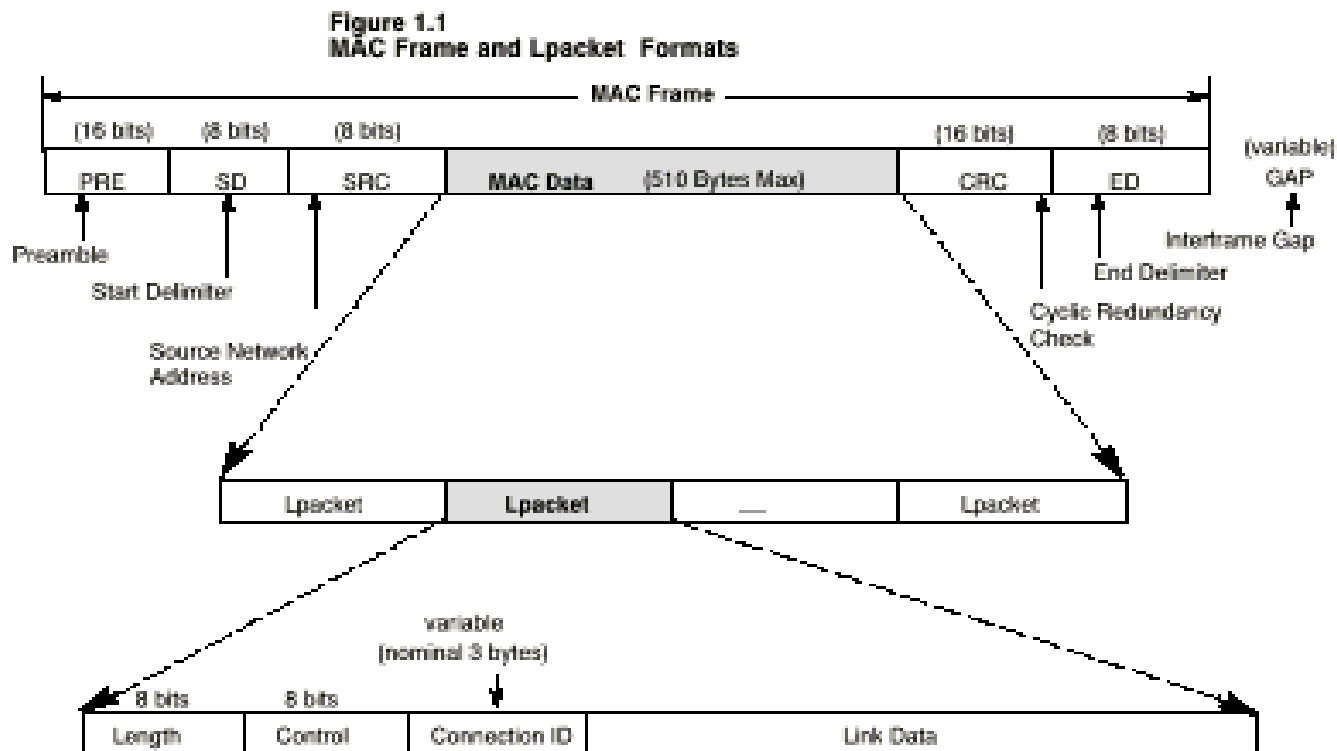 Figure 1.1
MAC Frame and Lpacket Formats
MAC Frame
(16 bits) (8 bits) (8 bits) (16 bits) (8 bits) (variable)
PRE SD SRC MAC Data (510 Bytes Max) CRC ED GAP
Preamble
Interframe Gap
Start Delimiter
End Delimiter
Source Network
Address
Cyclic Redundancy
Check
Lpacket Lpacket — Lpacket
variable
(nominal 3 bytes)
8 bits 8 bits
Length Control Connection ID Link Data